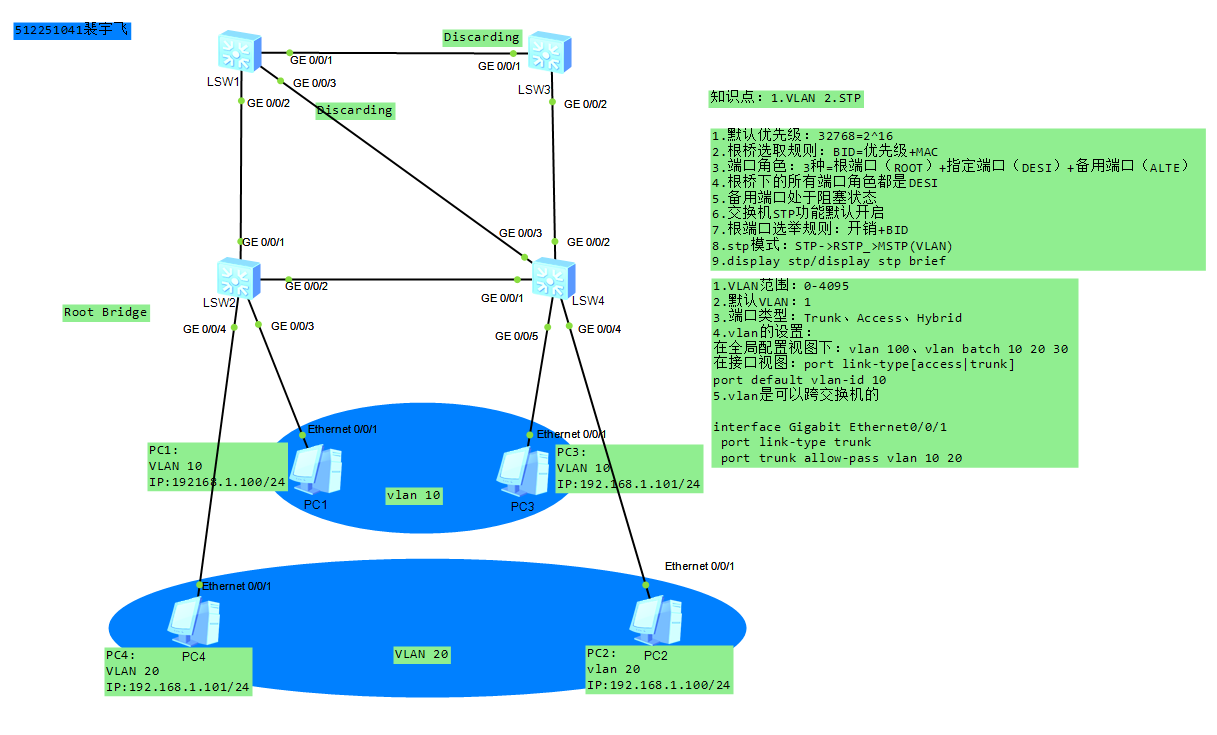 512251041裴宇飞
Discarding
GE 0/0/1
GE 0/0/1
LSW1
GE 0/0/3
LSW3
GE 0/0/2
GE 0/0/2
Discarding
知识点：1.VLAN 2.STP
1.默认优先级：32768=2^16
2.根桥选取规则：BID=优先级+MAC
3.端口角色：3种=根端口（ROOT）+指定端口（DESI）+备用端口（ALTE）
4.根桥下的所有端口角色都是DESI
5.备用端口处于阻塞状态
6.交换机STP功能默认开启
7.根端口选举规则：开销+BID
8.stp模式：STP->RSTP_>MSTP(VLAN)
9.display stp/display stp brief
GE 0/0/1
GE 0/0/3
GE 0/0/2
GE 0/0/2
GE 0/0/1
LSW2
LSW4
Root Bridge
GE 0/0/4
GE 0/0/3
GE 0/0/5
GE 0/0/4
1.VLAN范围：0-4095
2.默认VLAN：1
3.端口类型：Trunk、Access、Hybrid
4.vlan的设置：
在全局配置视图下：vlan 100、vlan batch 10 20 30
在接口视图：port link-type[access|trunk]
port default vlan-id 10
5.vlan是可以跨交换机的
interface Gigabit Ethernet0/0/1
port link-type trunk
port trunk allow-pass vlan 10 20
Ethernet 0/0/1
Ethernet 0/0/1
PC1:
VLAN 10
IP:192168.1.100/24
PC1
vlan 10
PC3
PC3:
VLAN 10
IP:192.168.1.101/24
Ethernet 0/0/1
Ethernet 0/0/1
PC4:
VLAN 20
IP:192.168.1.101/24
PC4
VLAN 20
PC2:
vlan 20
IP:192.168.1.100/24
PC2